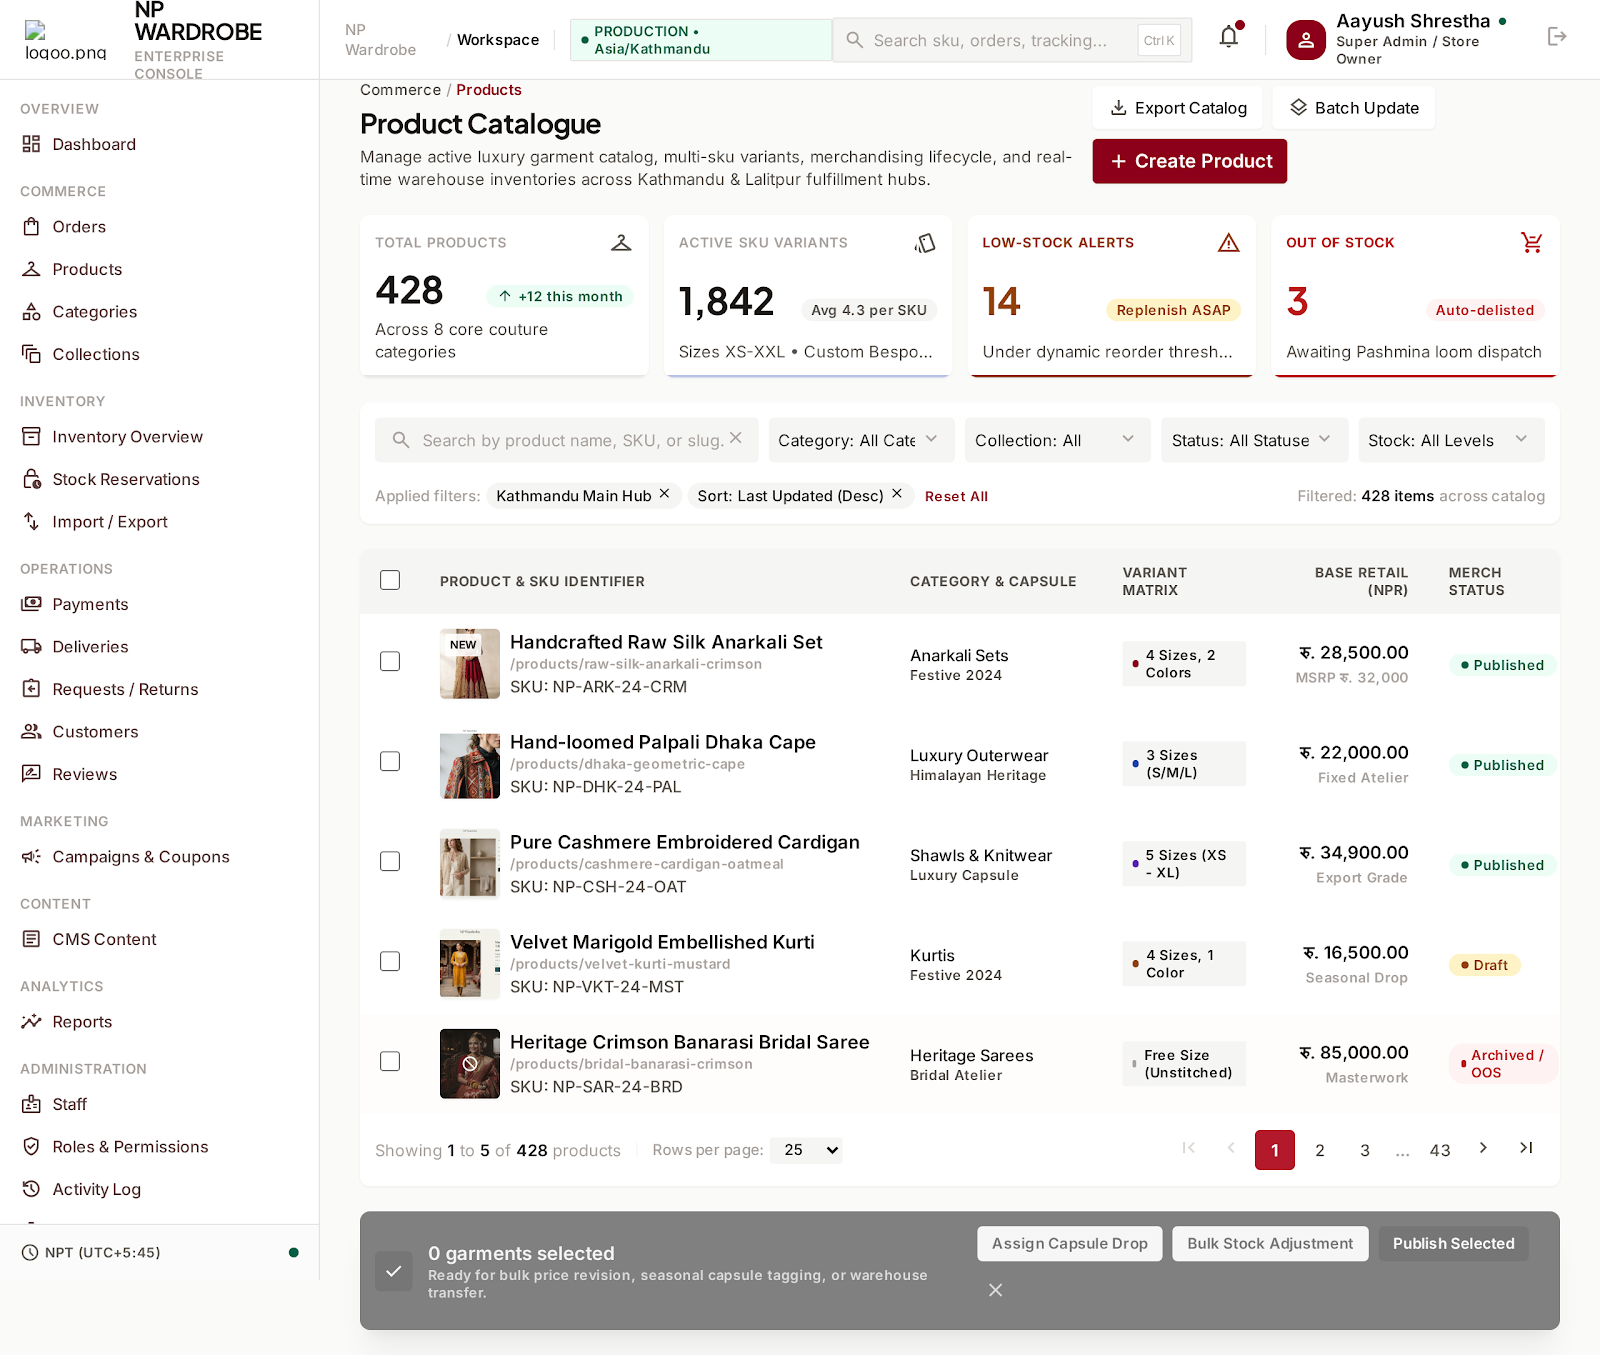 logoo.png
NP
WARDROBE
ENTERPRISE
CONSOLE
NP
Wardrobe
/ Workspace
PRODUCTION •
Asia/Kathmandu
Search sku, orders, tracking...
Ctrl K
Aayush Shrestha
Super Admin / Store
Owner
OVERVIEW
Dashboard
COMMERCE
Orders
Products
Categories
Collections
INVENTORY
Inventory Overview
Stock Reservations
Import / Export
OPERATIONS
Payments
Deliveries
Requests / Returns
Customers
Reviews
MARKETING
Campaigns & Coupons
CONTENT
CMS Content
ANALYTICS
Reports
ADMINISTRATION
Staff
Roles & Permissions
Activity Log
NPT (UTC+5:45)
Commerce / Products
Product Catalogue
Manage active luxury garment catalog, multi-sku variants, merchandising lifecycle, and real-
time warehouse inventories across Kathmandu & Lalitpur fulfillment hubs.
Export Catalog
Batch Update
Create Product
TOTAL PRODUCTS
428
+12 this month
Across 8 core couture
categories
ACTIVE SKU VARIANTS
1,842
Avg 4.3 per SKU
Sizes XS-XXL • Custom Bespo...
LOW-STOCK ALERTS
14
Replenish ASAP
Under dynamic reorder thresh...
OUT OF STOCK
3
Auto-delisted
Awaiting Pashmina loom dispatch
Search by product name, SKU, or slug.
Category: All Cate
Collection: All
Status: All Statuse
Stock: All Levels
Applied filters:
Kathmandu Main Hub
Sort: Last Updated (Desc)
Reset All
Filtered: 428 items across catalog
PRODUCT & SKU IDENTIFIER
CATEGORY & CAPSULE
VARIANT
MATRIX
BASE RETAIL
(NPR)
MERCH
STATUS
NEW
Handcrafted Raw Silk Anarkali Set
/products/raw-silk-anarkali-crimson
SKU: NP-ARK-24-CRM
Anarkali Sets
Festive 2024
4 Sizes, 2
Colors
रु. 28,500.00
MSRP रु. 32,000
Published
Hand-loomed Palpali Dhaka Cape
/products/dhaka-geometric-cape
SKU: NP-DHK-24-PAL
Luxury Outerwear
Himalayan Heritage
3 Sizes
(S/M/L)
रु. 22,000.00
Fixed Atelier
Published
Pure Cashmere Embroidered Cardigan
/products/cashmere-cardigan-oatmeal
SKU: NP-CSH-24-OAT
Shawls & Knitwear
Luxury Capsule
5 Sizes (XS
- XL)
रु. 34,900.00
Export Grade
Published
Velvet Marigold Embellished Kurti
/products/velvet-kurti-mustard
SKU: NP-VKT-24-MST
Kurtis
Festive 2024
4 Sizes, 1
Color
रु. 16,500.00
Seasonal Drop
Draft
Heritage Crimson Banarasi Bridal Saree
/products/bridal-banarasi-crimson
SKU: NP-SAR-24-BRD
Heritage Sarees
Bridal Atelier
Free Size
(Unstitched)
रु. 85,000.00
Masterwork
Archived /
OOS
Showing 1 to 5 of 428 products
Rows per page: 25
1 2 3 ... 43
0 garments selected
Ready for bulk price revision, seasonal capsule tagging, or warehouse
transfer.
Assign Capsule Drop
Bulk Stock Adjustment
Publish Selected